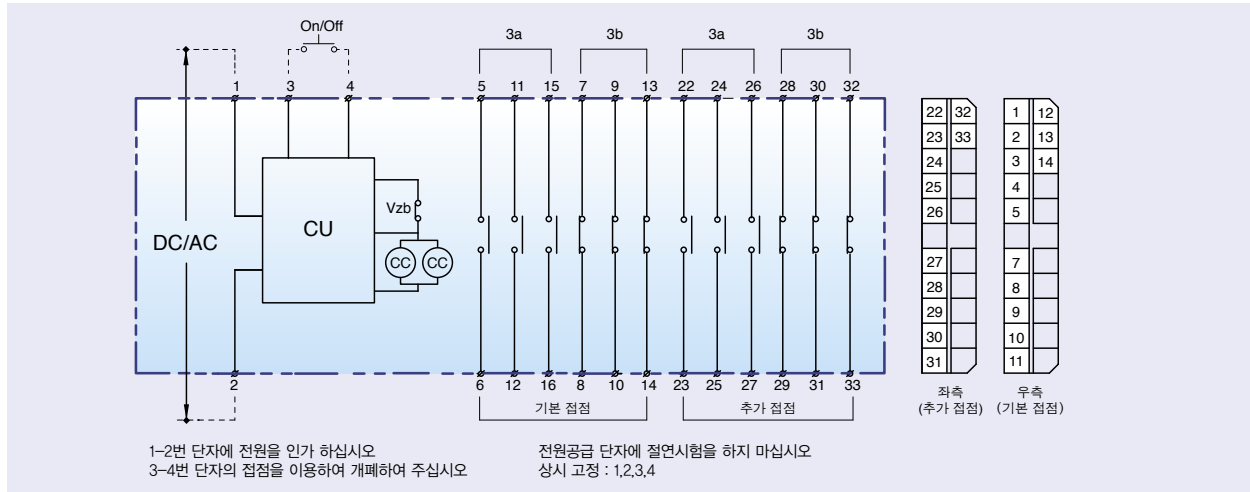 On/Off
3a 3b 3a 3b
1 3 4 5 11 15 7 9 13 22 24 26 28 30 32
DC/AC
CU
Vzb
CC CC
2 6 12 16 8 10 14 23 25 27 29 31 33
기본 접점 추가 접점
22 32
23 33
24
25
26
27
28
29
30
31
좌측
(추가 접점)
1 12
2 13
3 14
4
5
7
8
9
10
11
우측
(기본 접점)
1-2번 단자에 전원을 인가 하십시오
3-4번 단자의 접점을 이용하여 개폐하여 주십시오
전원공급 단자에 절연시험을 하지 마십시오
상시 고정 : 1,2,3,4